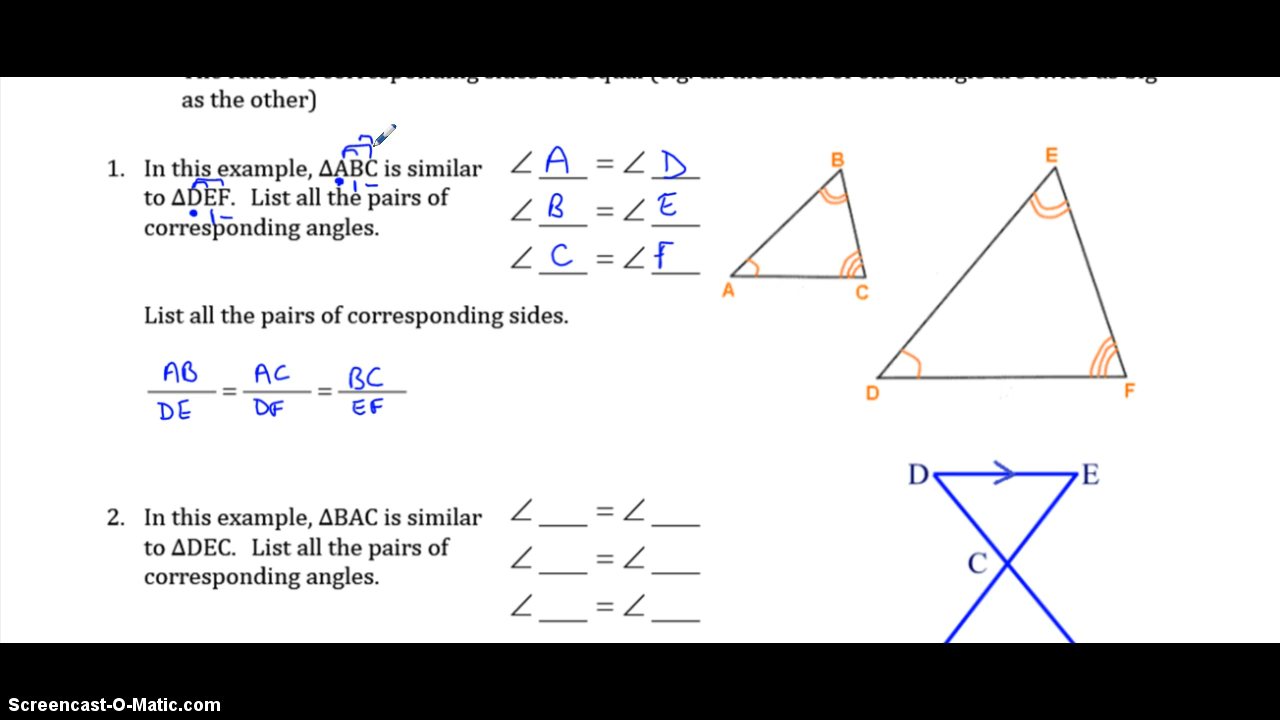 as the other)
1. In this example, ΔABC is similar
to ΔDEF. List all the pairs of
corresponding angles.
∠ A = ∠ D
∠ B = ∠ E
∠ C = ∠ F
B
A
C
E
D
F
List all the pairs of corresponding sides.
AB/DE = AC/DF = BC/EF
2. In this example, ΔBAC is similar
to ΔDEC. List all the pairs of
corresponding angles.
∠ ___ = ∠ ___
∠ ___ = ∠ ___
∠ ___ = ∠ ___
D
E
C
Screencast-O-Matic.com